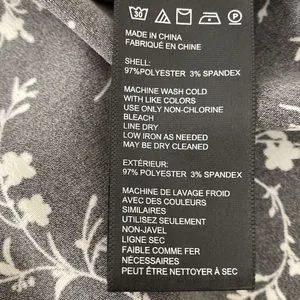 30
P
MADE IN CHINA
FABRIQUÉ EN CHINE
SHELL:
97%POLYESTER 3% SPANDEX
MACHINE WASH COLD
WITH LIKE COLORS
USE ONLY NON-CHLORINE
BLEACH
LINE DRY
LOW IRON AS NEEDED
MAY BE DRY CLEANED
EXTÉRIEUR:
97% POLYESTER 3% SPANDEX
MACHINE DE LAVAGE FROID
AVEC DES COULEURS
SIMILAIRES
UTILISEZ SEULEMENT
NON-JAVEL
LIGNE SEC
FAIBLE COMME FER
NÉCESSAIRES
PEUT ÊTRE NETTOYER À SEC